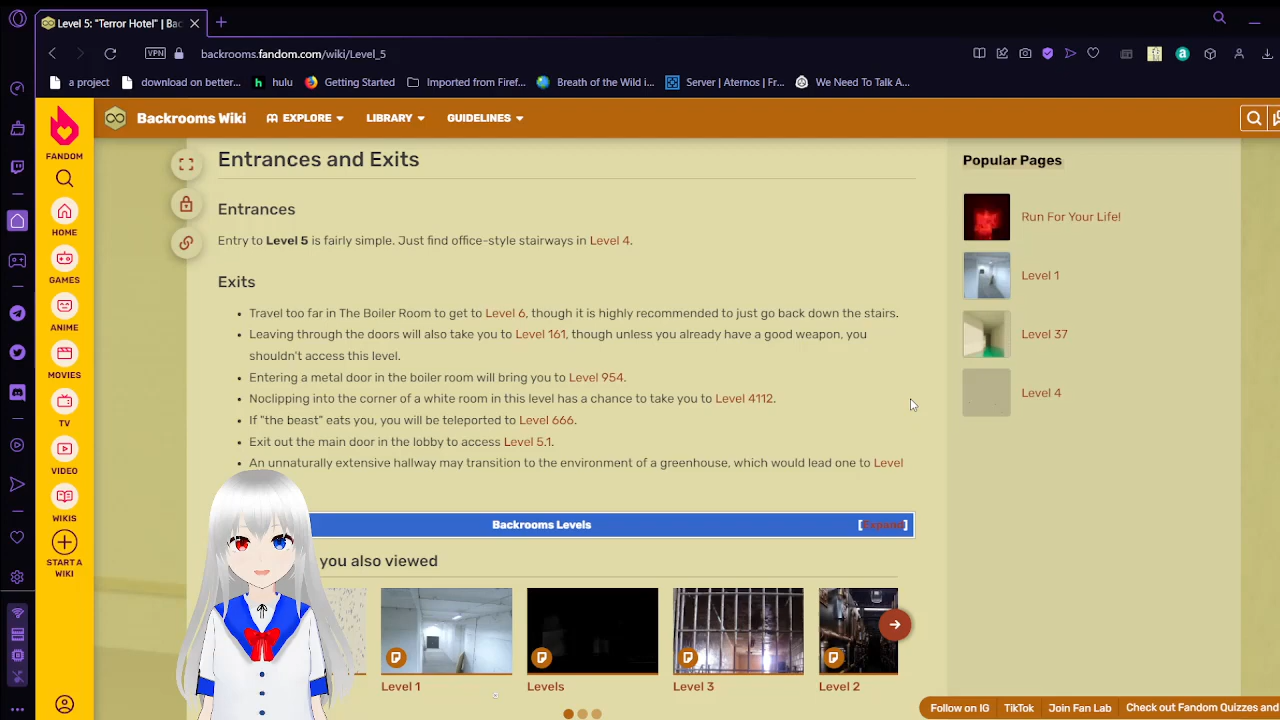 Level 5: "Terror Hotel" | Bac
VPN
backrooms.fandom.com/wiki/Level_5
a project
download on better...
hulu
Getting Started
Imported from Firef...
Breath of the Wild i...
Server | Aternos | Fr...
We Need To Talk A...
FANDOM
HOME
GAMES
ANIME
MOVIES
TV
VIDEO
WIKIS
START A
WIKI
Backrooms Wiki
EXPLORE
LIBRARY
GUIDELINES
Entrances and Exits
Entrances
Entry to Level 5 is fairly simple. Just find office-style stairways in Level 4.
Exits
Travel too far in The Boiler Room to get to Level 6, though it is highly recommended to just go back down the stairs.
Leaving through the doors will also take you to Level 161, though unless you already have a good weapon, you
shouldn't access this level.
Entering a metal door in the boiler room will bring you to Level 954.
Noclipping into the corner of a white room in this level has a chance to take you to Level 4112.
If "the beast" eats you, you will be teleported to Level 666.
Exit out the main door in the lobby to access Level 5.1.
An unnaturally extensive hallway may transition to the environment of a greenhouse, which would lead one to Level
Backrooms Levels
[Expand]
you also viewed
Level 1
Levels
Level 3
Level 2
Popular Pages
Run For Your Life!
Level 1
Level 37
Level 4
Follow on IG
TikTok
Join Fan Lab
Check out Fandom Quizzes and